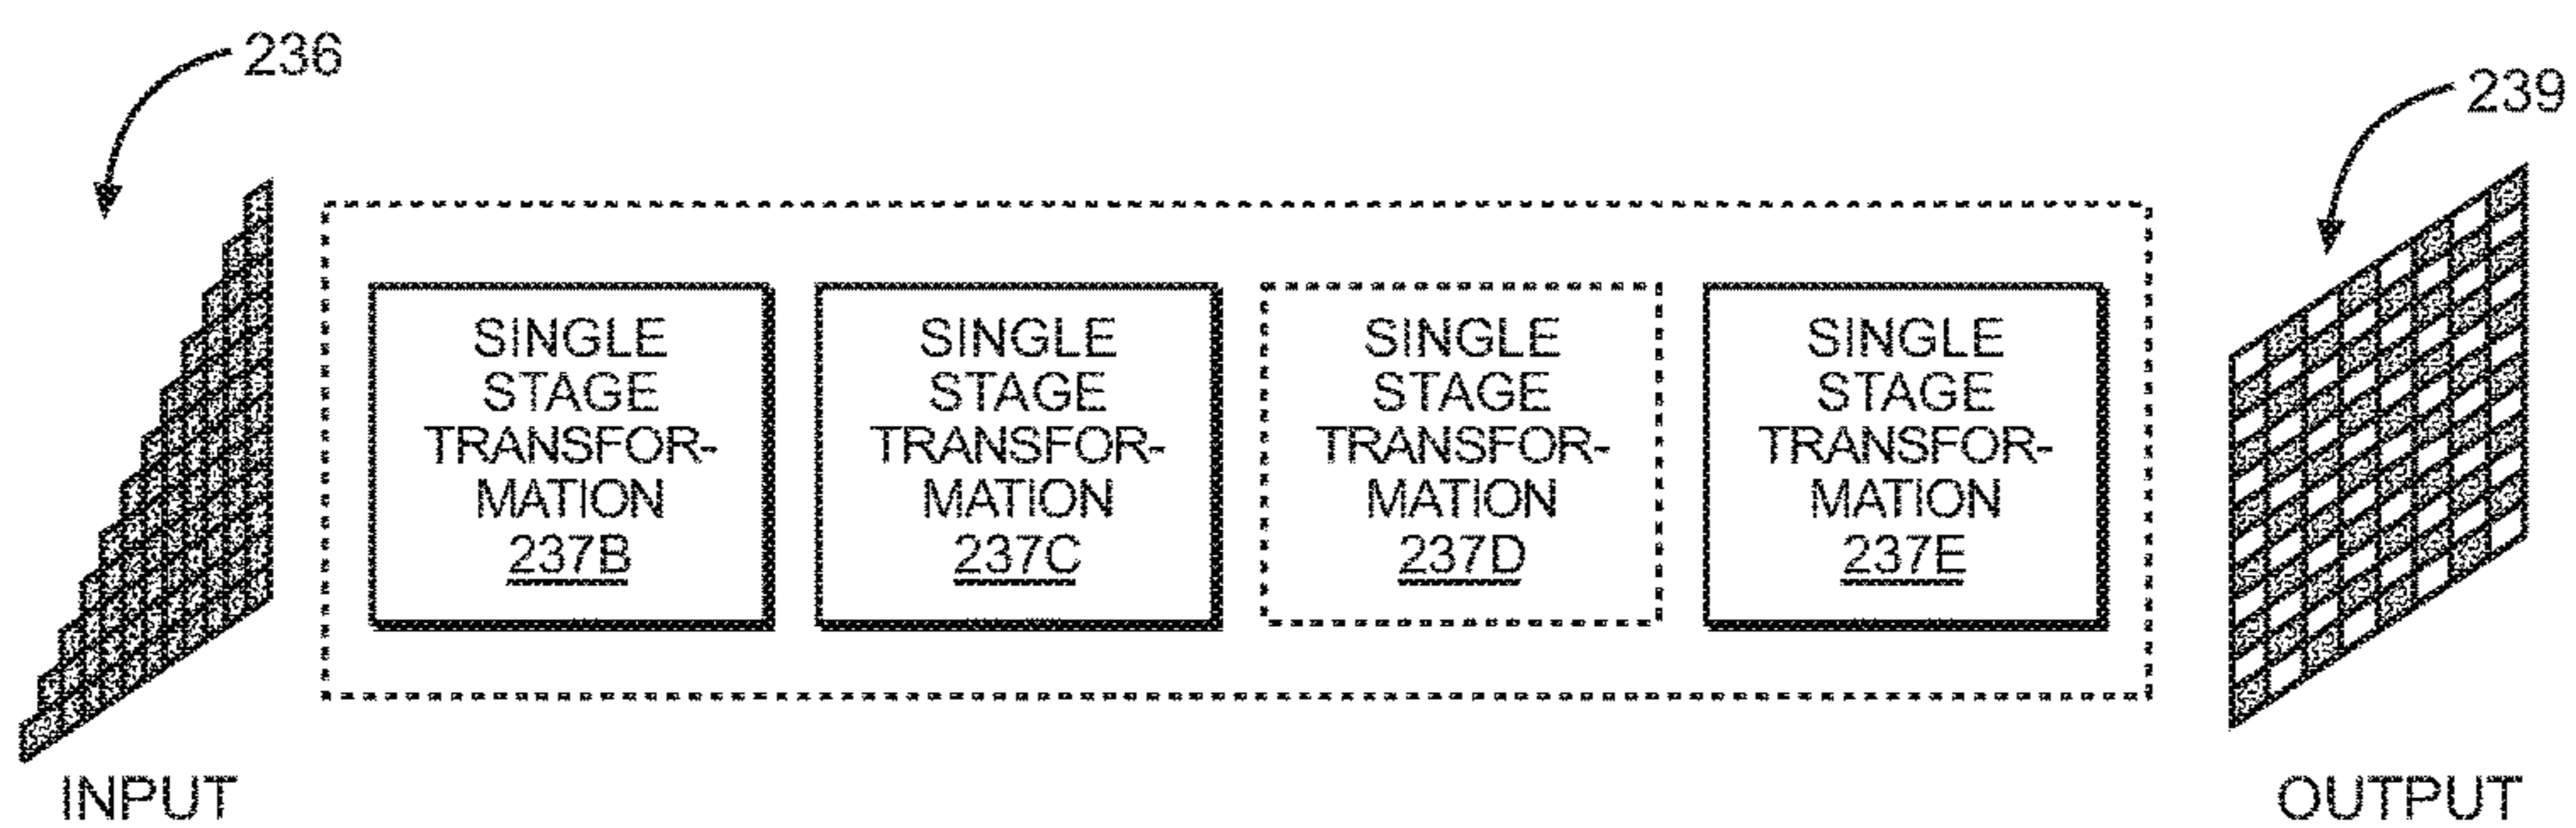 236
239
SINGLE
STAGE
TRANSFOR-
MATION
237B
SINGLE
STAGE
TRANSFOR-
MATION
237C
SINGLE
STAGE
TRANSFOR-
MATION
237D
SINGLE
STAGE
TRANSFOR-
MATION
237E
INPUT
OUTPUT